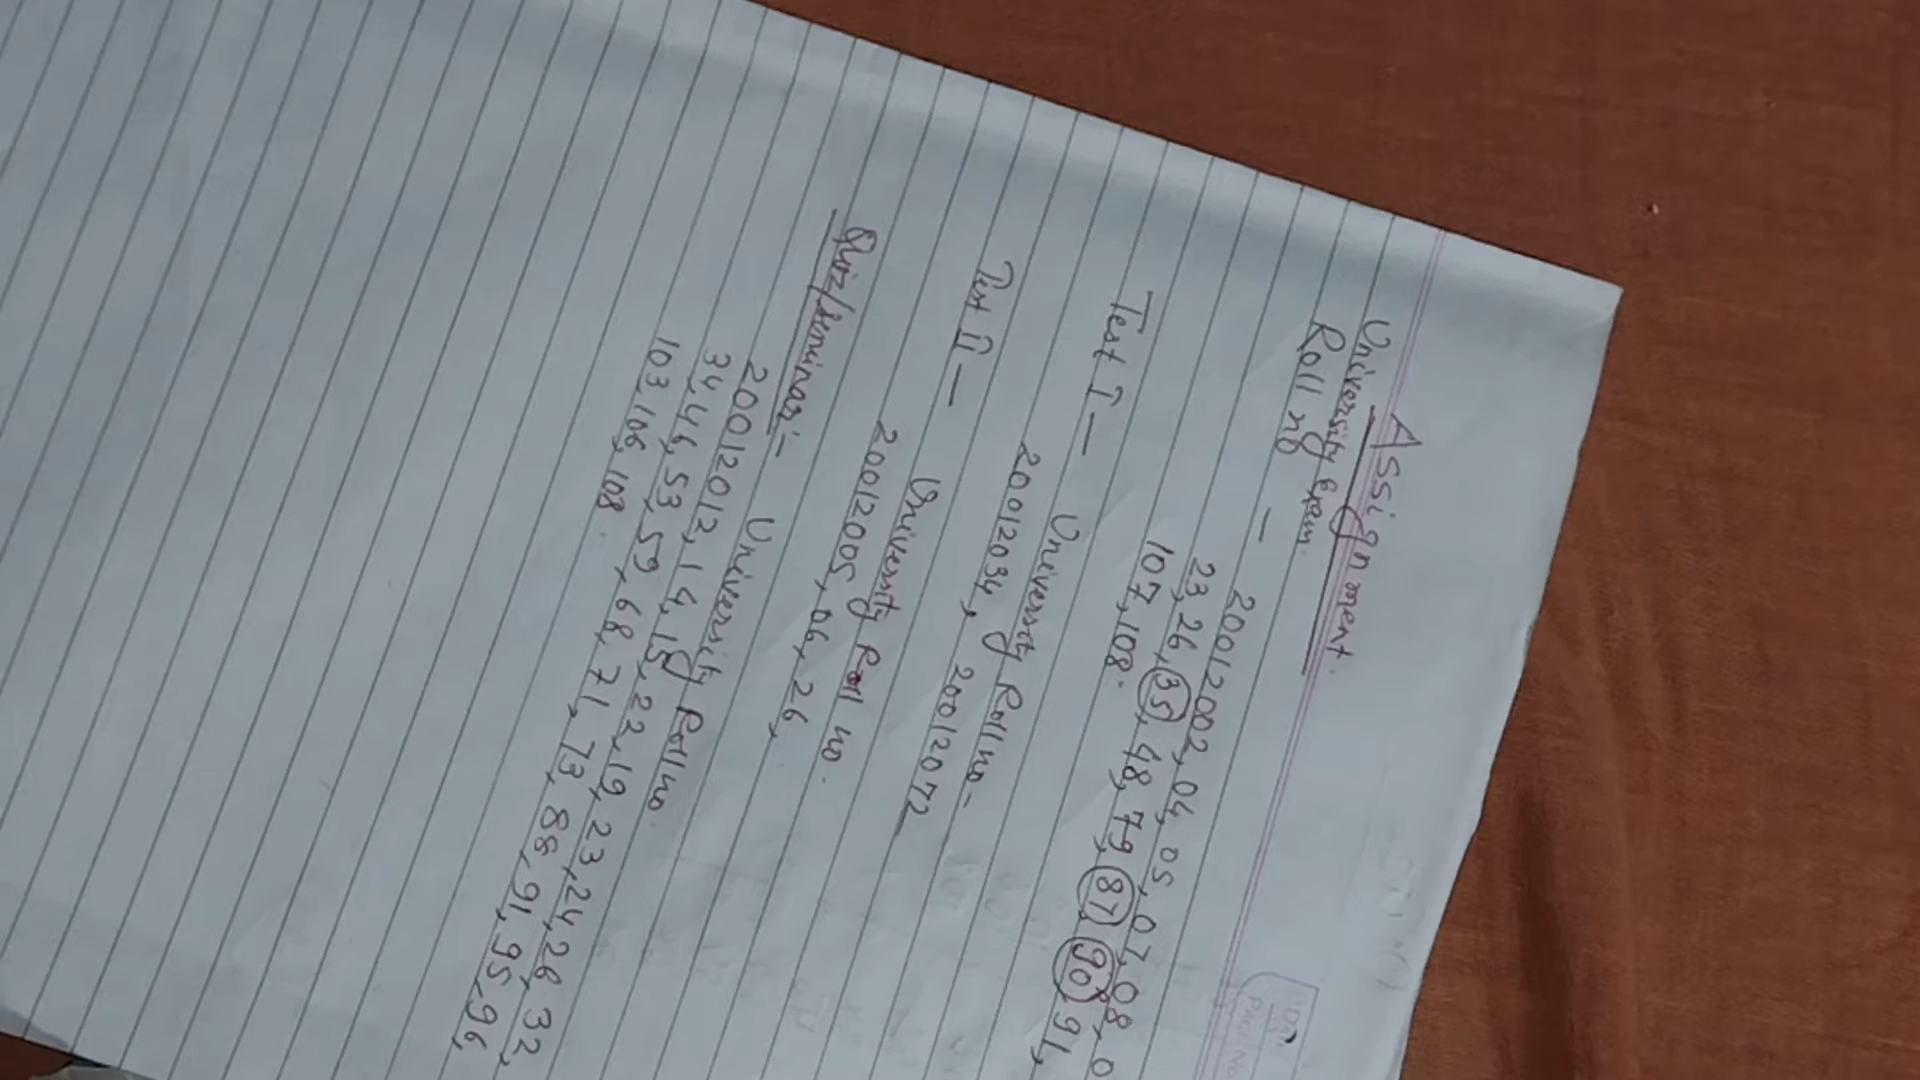 Assignment.
University Exam.
Roll no -
20012002, 04, 05, 07, 08, 0
23, 26, 35, 48, 79, 87, 90, 91,
107, 108.
Test I — University Roll no -
20012034, 20012072
Test II — University Roll no.
20012005, 06, 26,
Quiz/seminar:- University Roll no.
20012012, 14, 15, 22, 19, 23, 24, 26, 32,
34, 46, 53, 59, 68, 71, 73, 88, 91, 95, 96,
103, 106, 108.